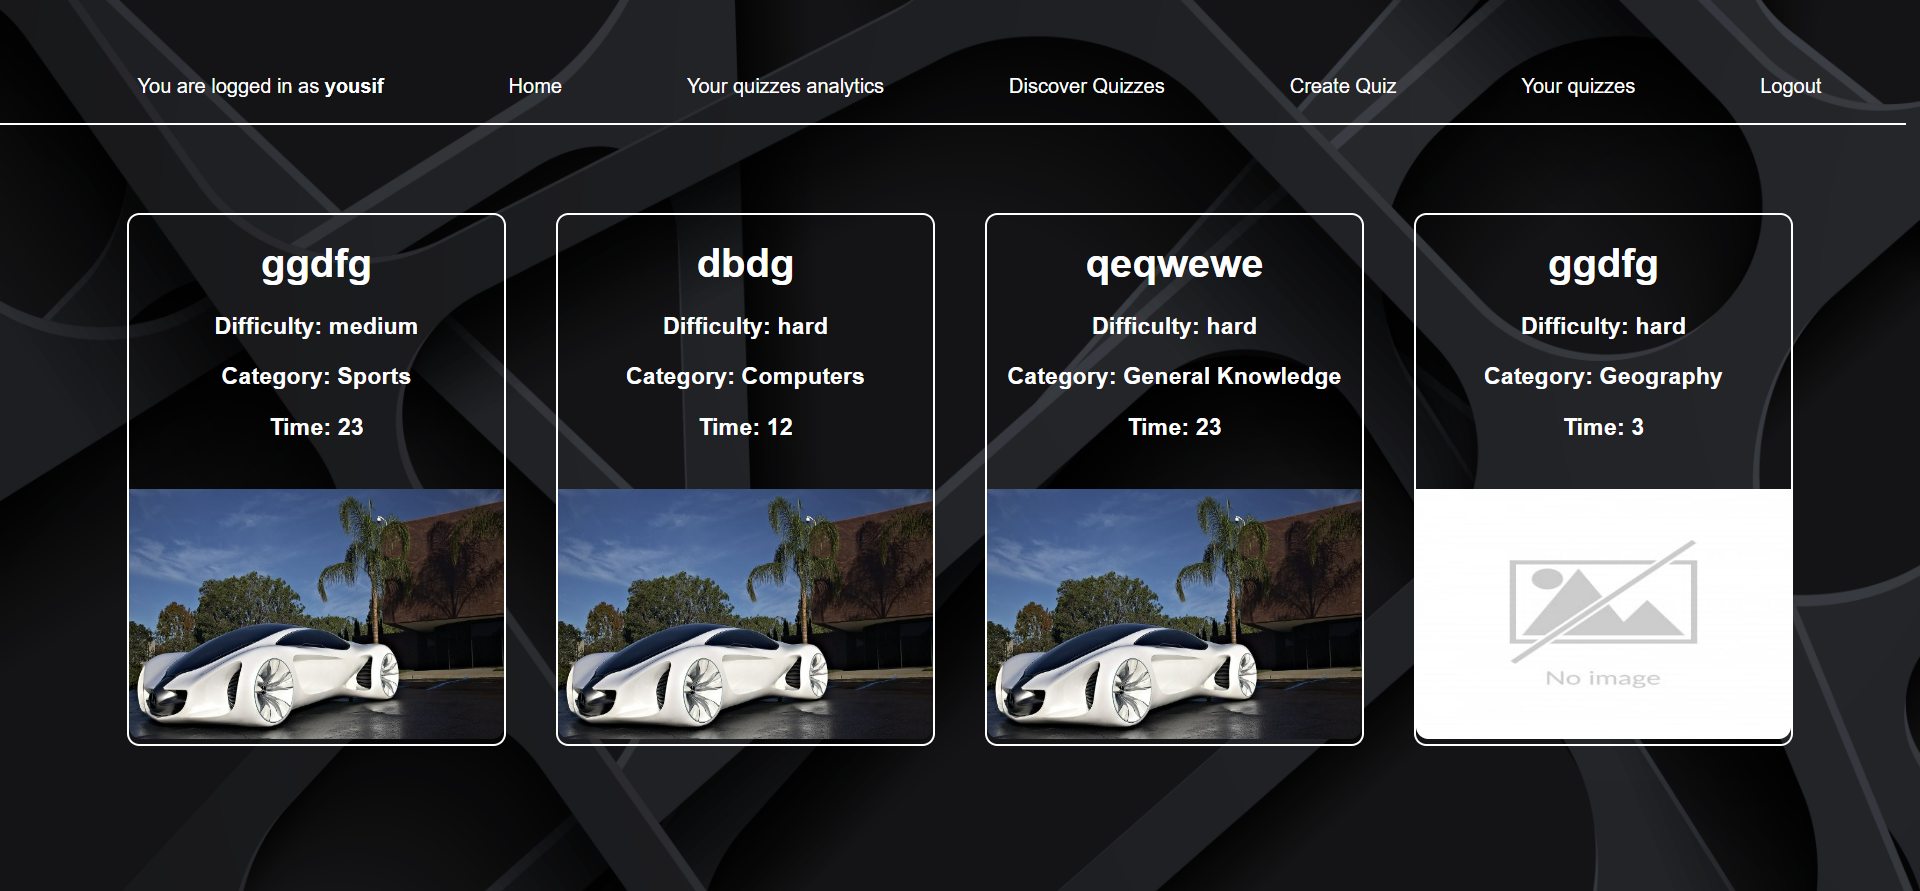 You are logged in as yousif
Home
Your quizzes analytics
Discover Quizzes
Create Quiz
Your quizzes
Logout
ggdfg
Difficulty: medium
Category: Sports
Time: 23
dbdg
Difficulty: hard
Category: Computers
Time: 12
qeqwewe
Difficulty: hard
Category: General Knowledge
Time: 23
ggdfg
Difficulty: hard
Category: Geography
Time: 3
No image